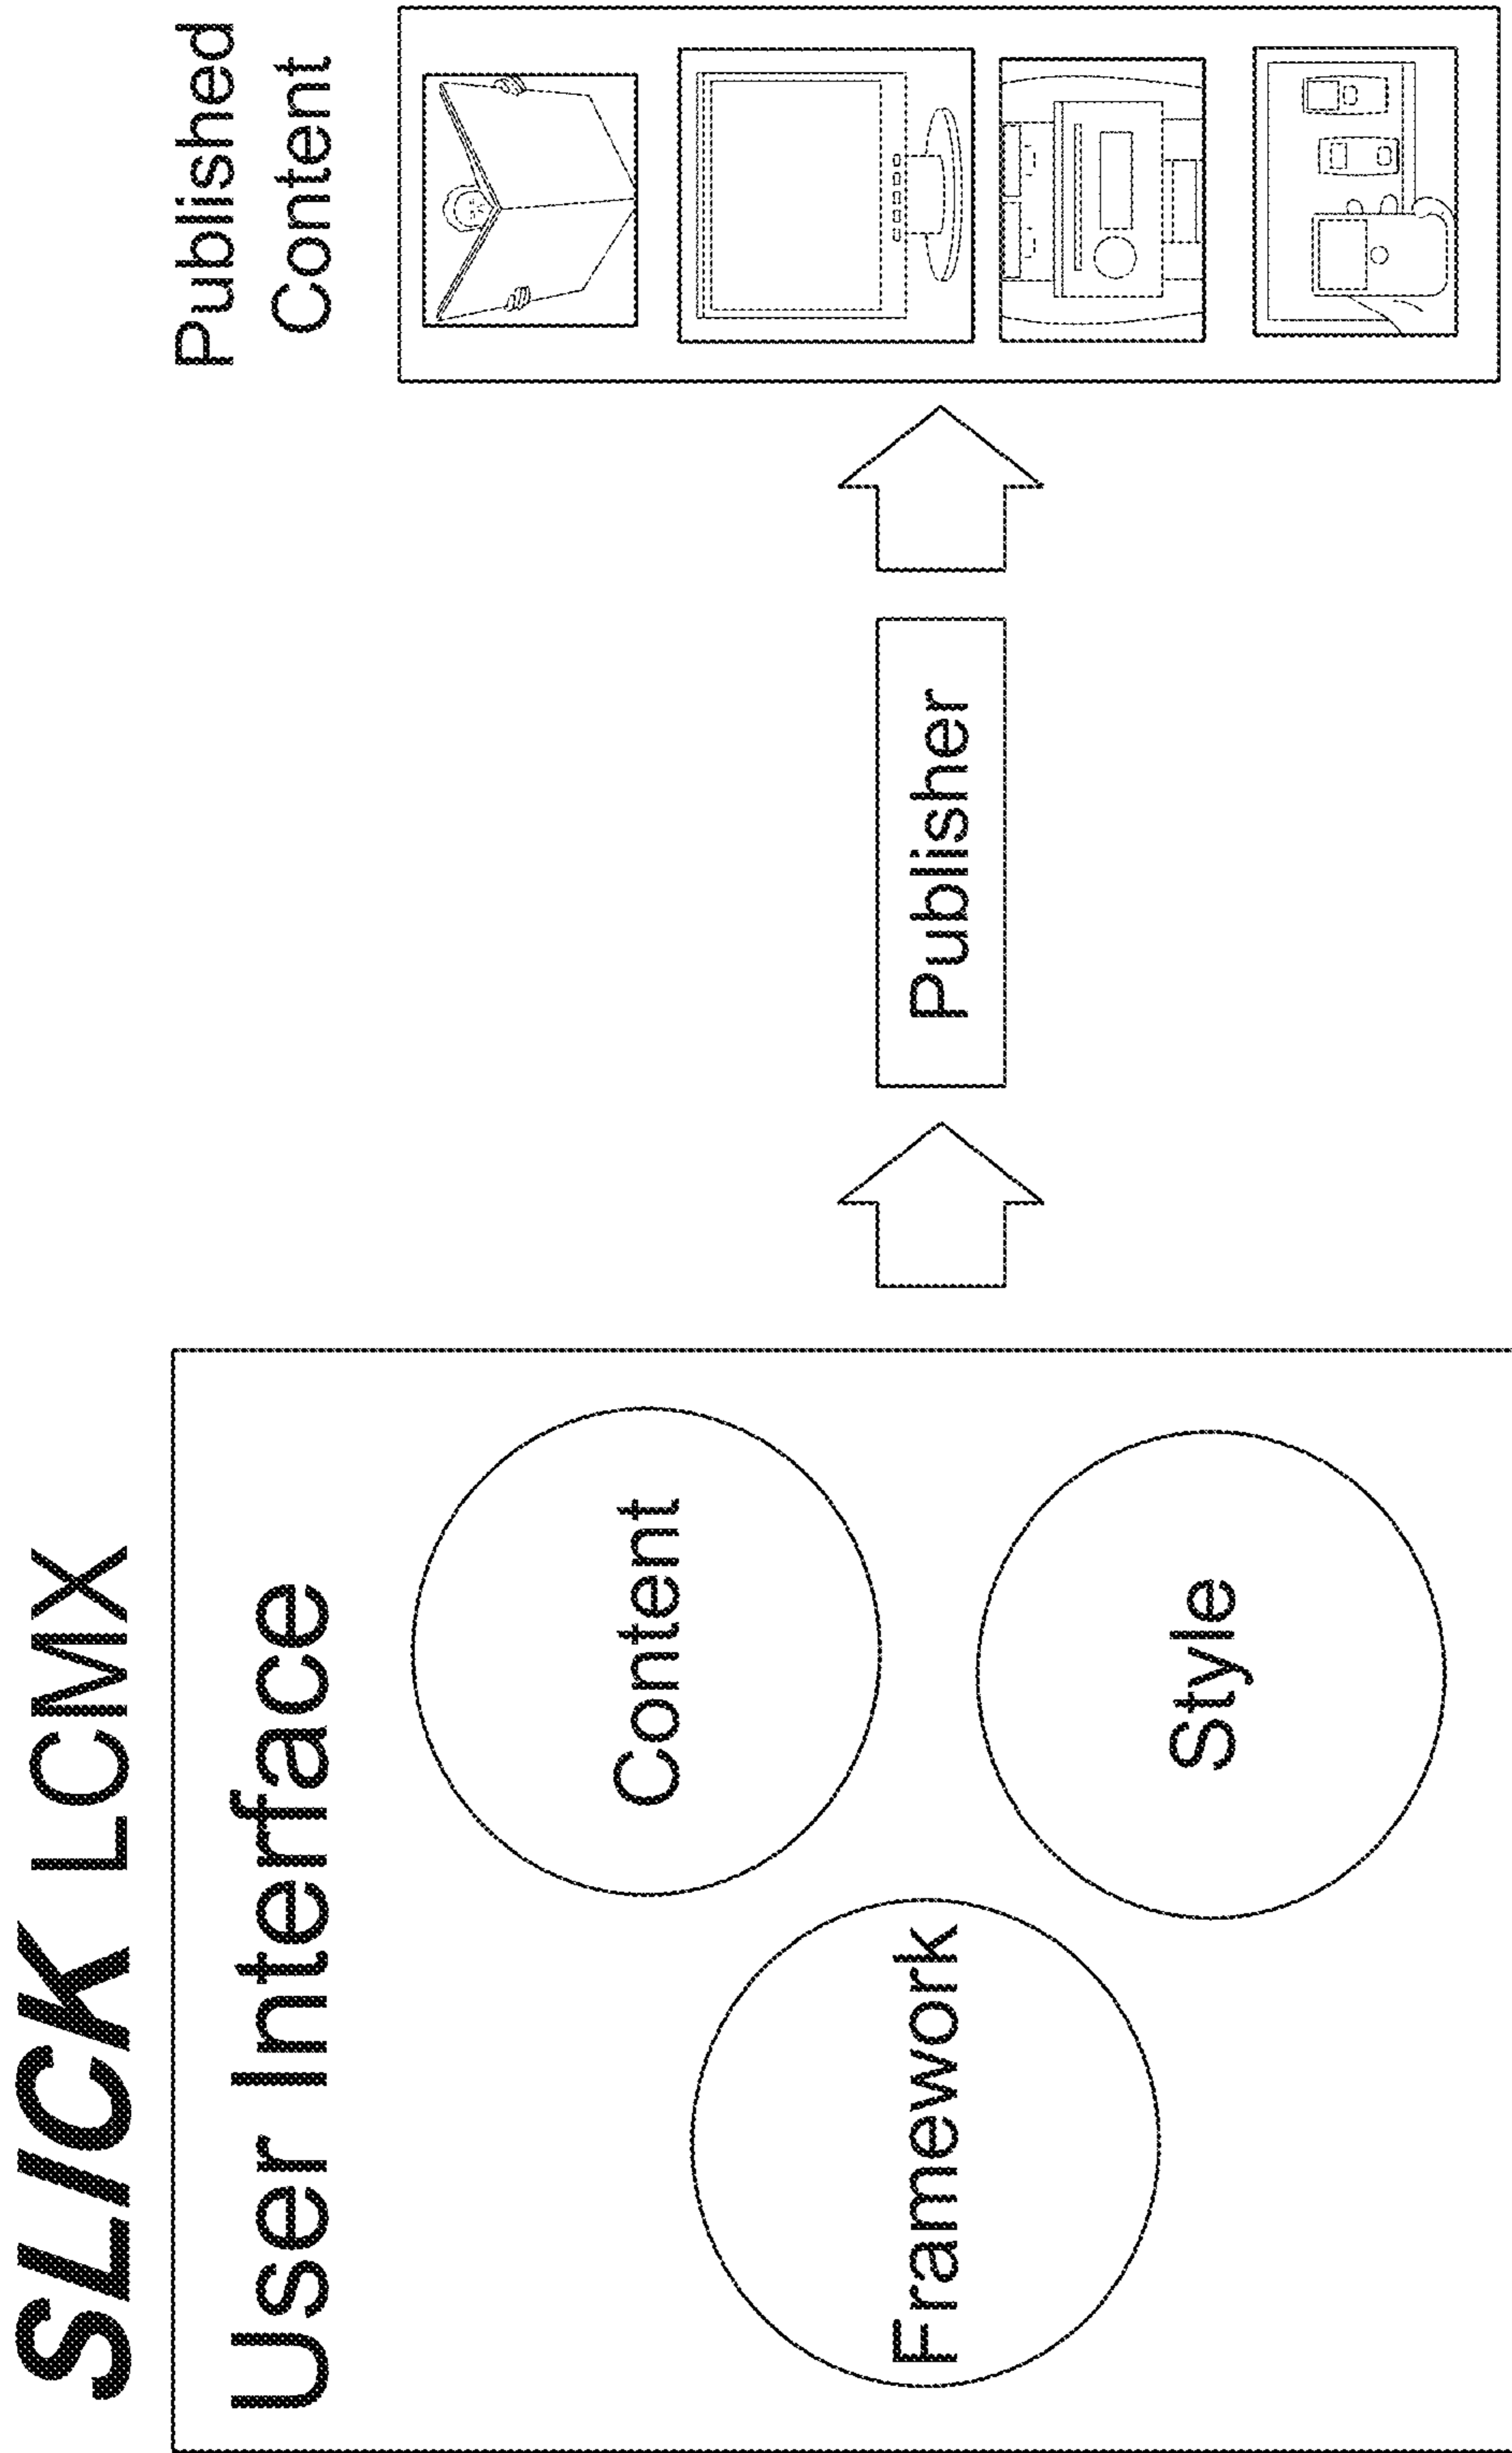 SLICK LCMX
User Interface
Framework
Content
Style
Publisher
Published
Content